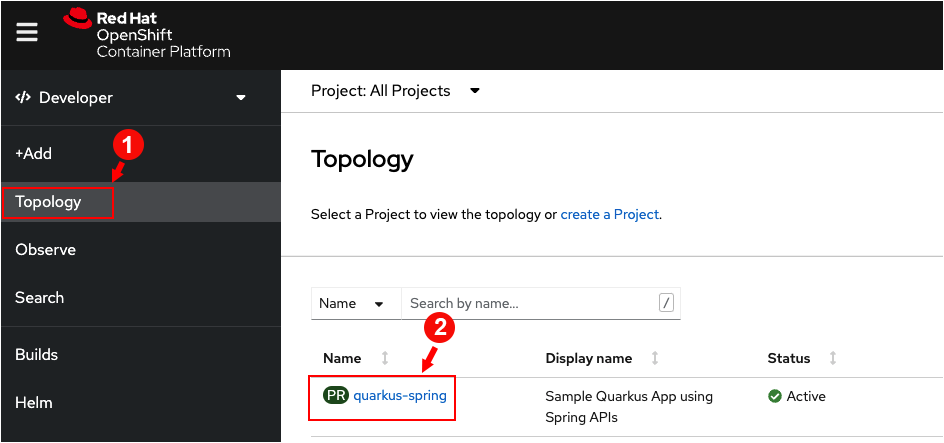 Red Hat
OpenShift
Container Platform
Developer
+Add
1
Topology
Observe
Search
Builds
Helm
Project: All Projects
Topology
Select a Project to view the topology or create a Project.
Name
Search by name...
/
2
Name
Display name
Status
PR quarkus-spring
Sample Quarkus App using
Spring APIs
Active